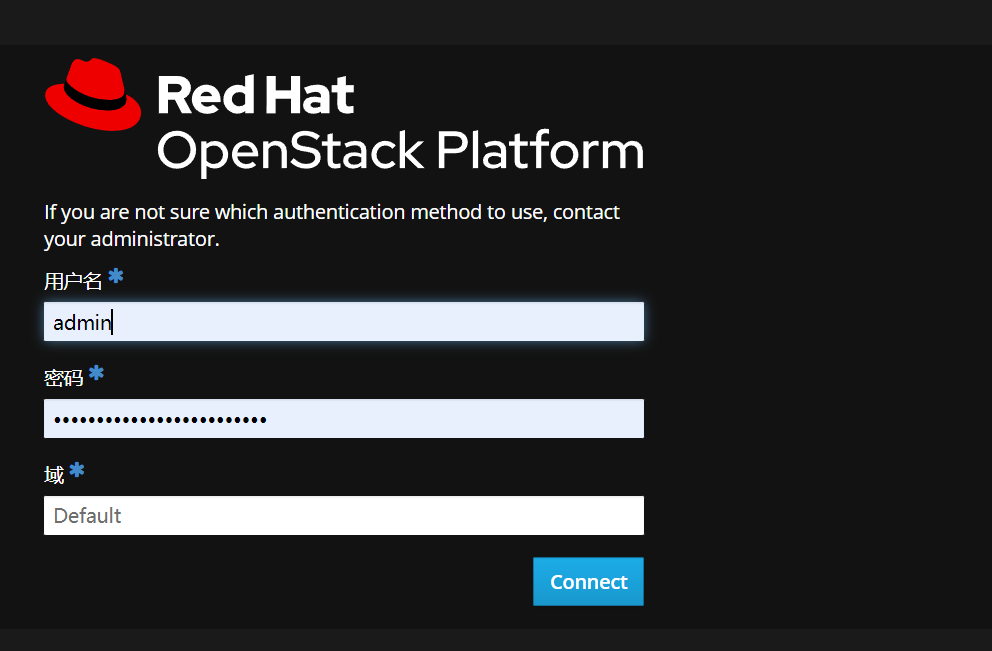 Red Hat
OpenStack Platform
If you are not sure which authentication method to use, contact
your administrator.
用户名 *
admin
密码 *
•••••••••••••••••••••••••
域 *
Default
Connect